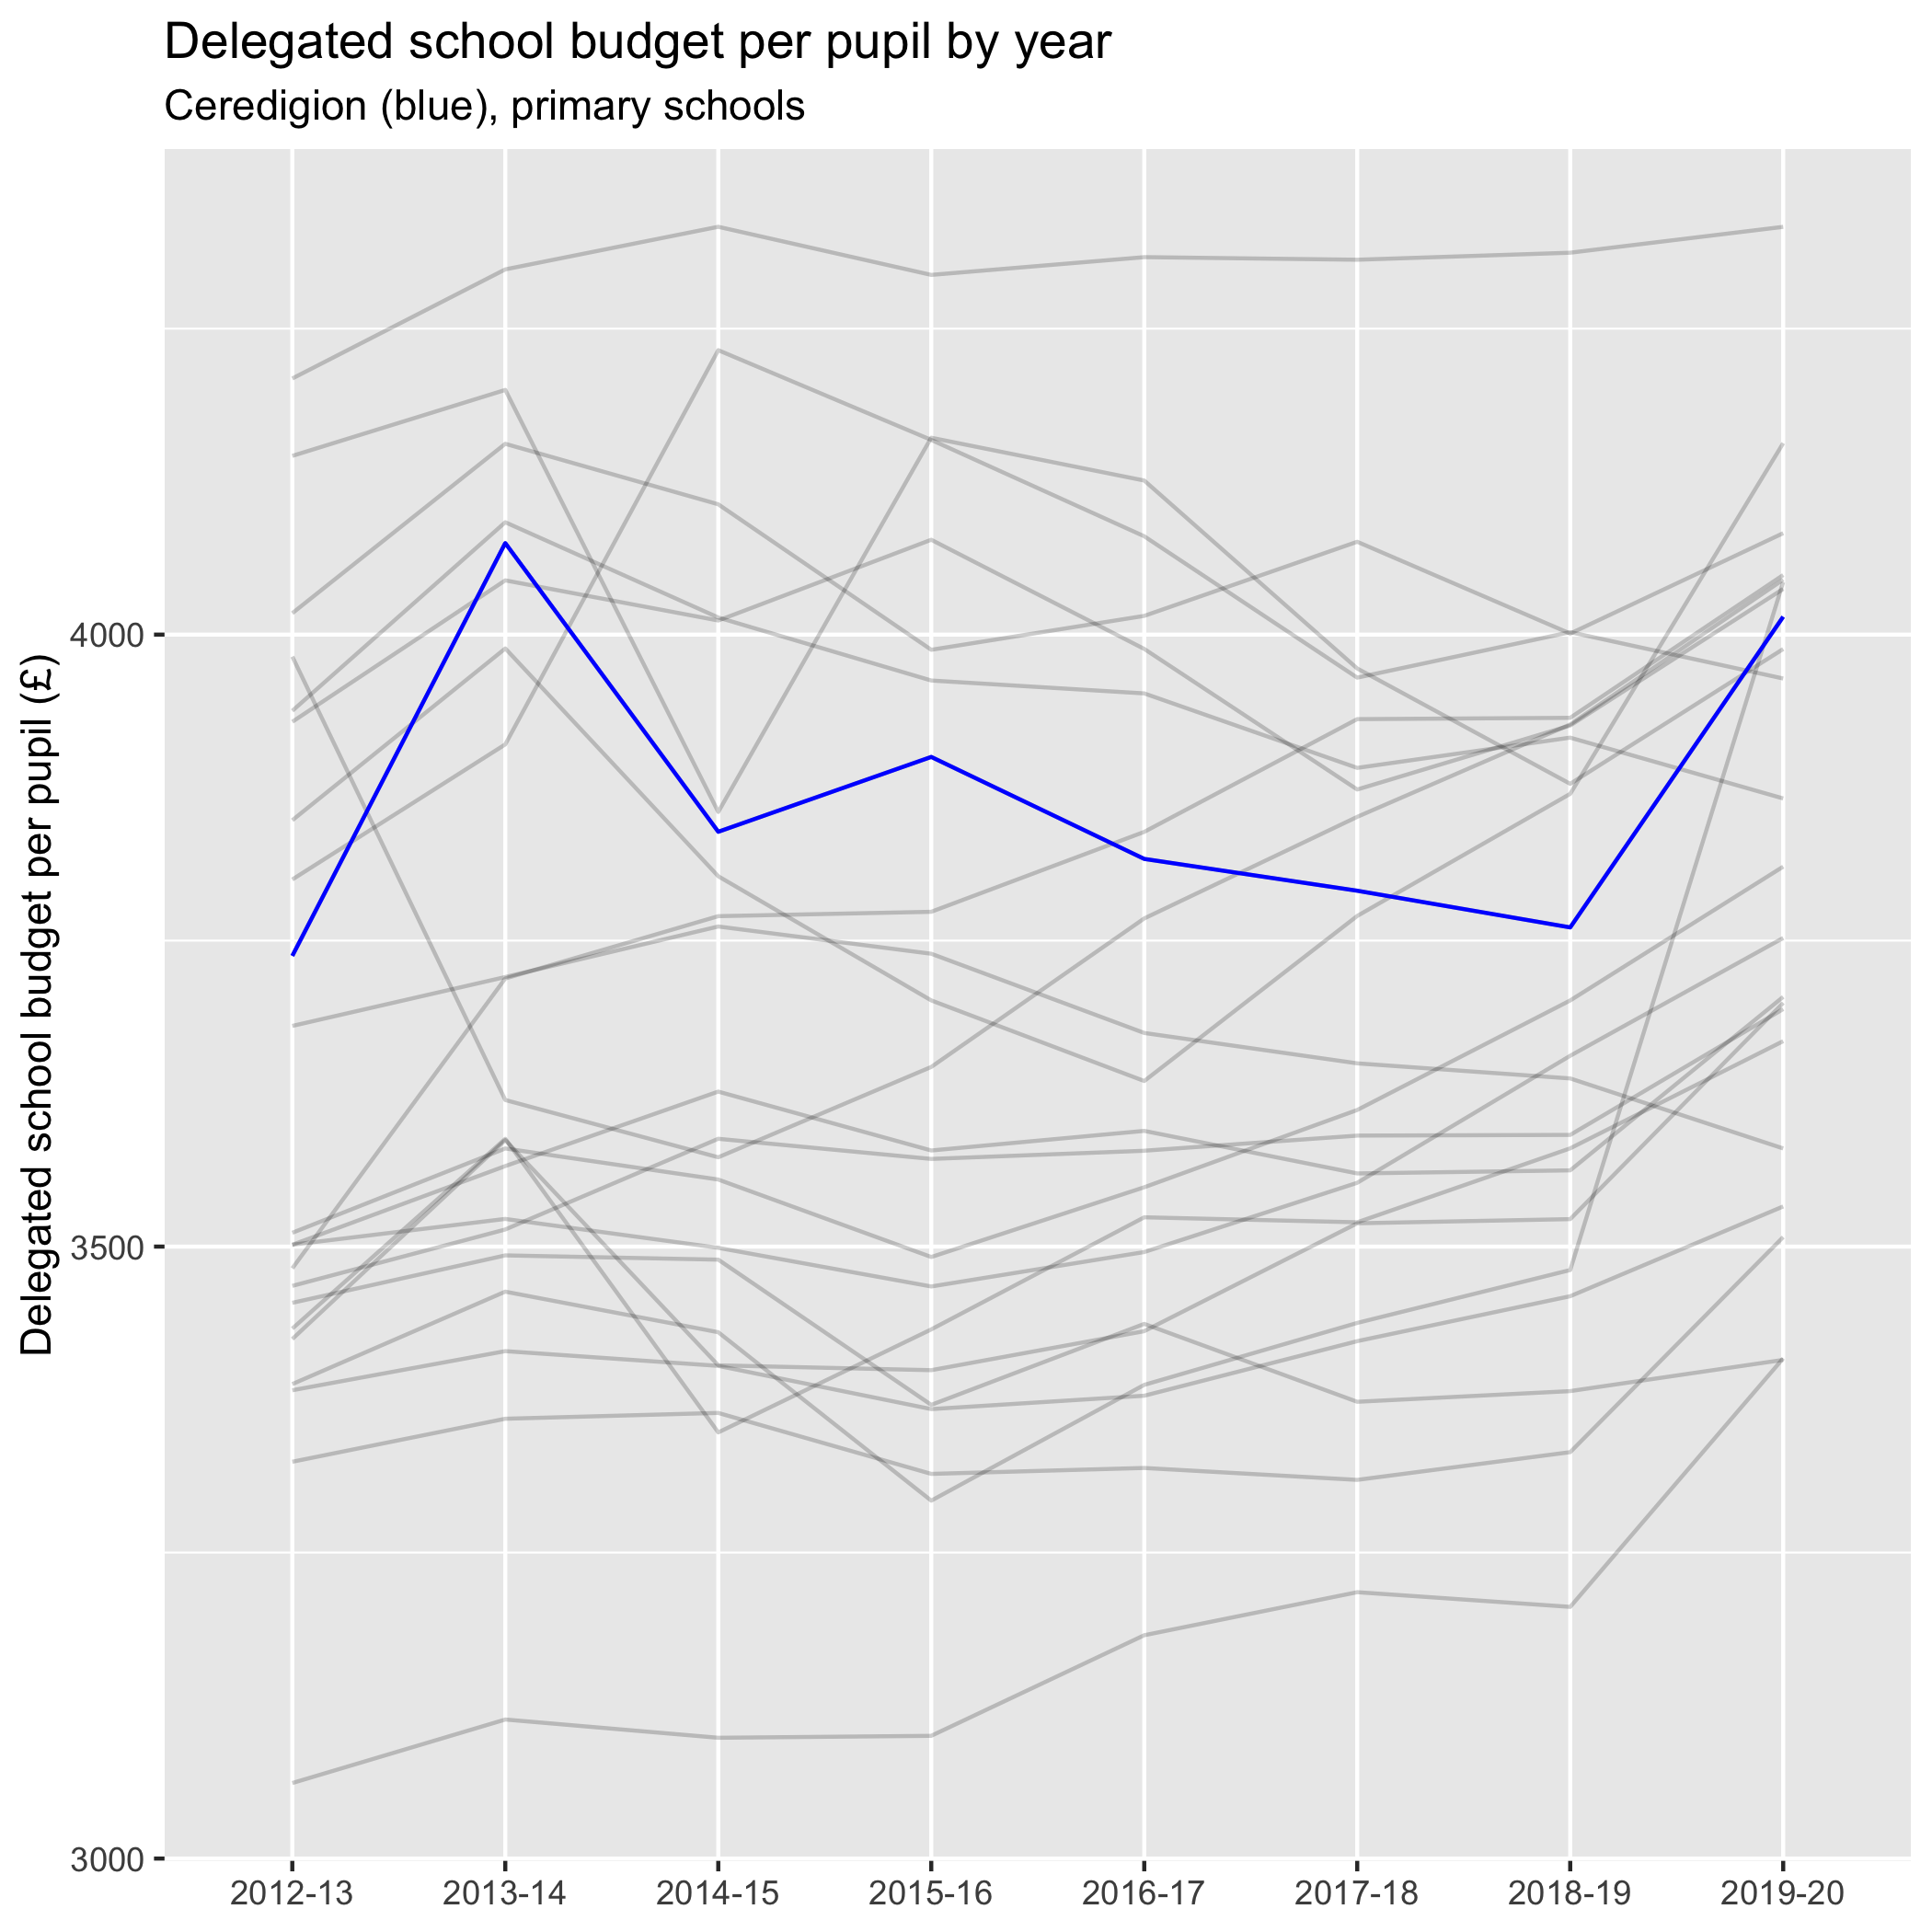 Delegated school budget per pupil by year
Ceredigion (blue), primary schools
Delegated school budget per pupil (£)
4000
3500
3000
2012-13 2013-14 2014-15 2015-16 2016-17 2017-18 2018-19 2019-20